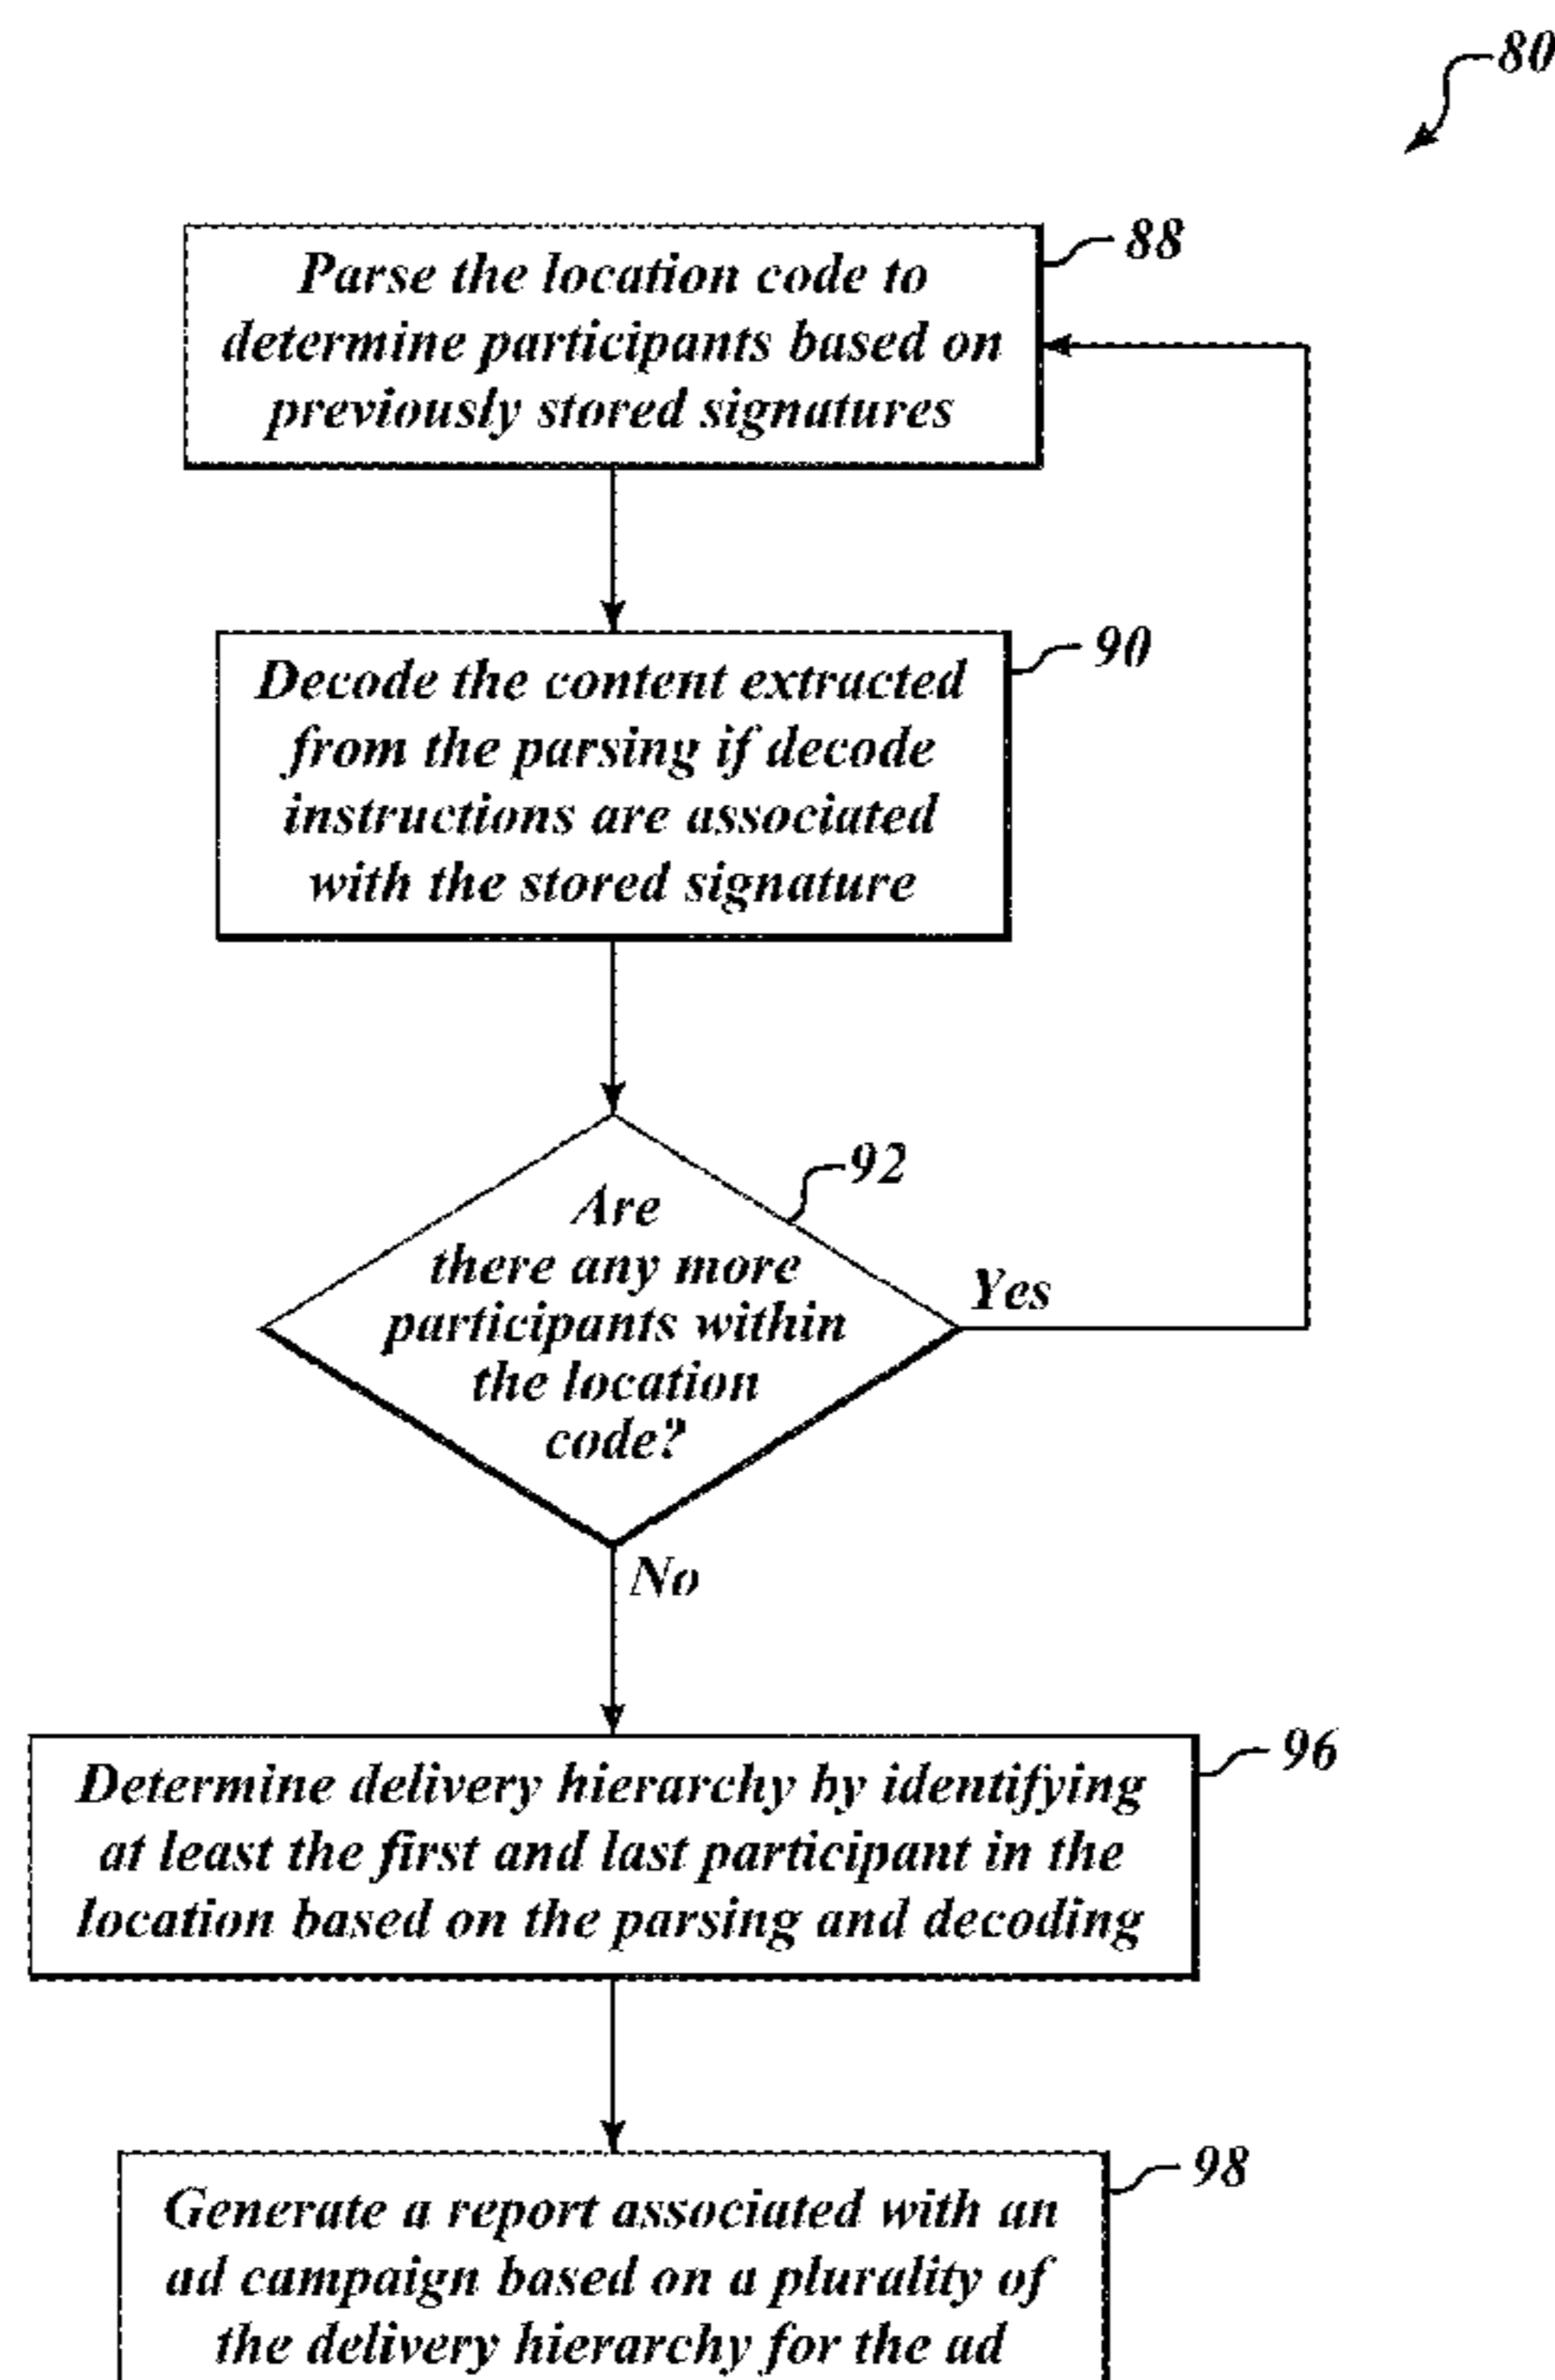 80
88
Parse the location code to
determine participants based on
previously stored signatures
90
Decode the content extracted
from the parsing if decode
instructions are associated
with the stored signature
92
Are
there any more
participants within
the location
code?
Yes
No
96
Determine delivery hierarchy by identifying
at least the first and last participant in the
location based on the parsing and decoding
98
Generate a report associated with an
ad campaign based on a plurality of
the delivery hierarchy for the ad